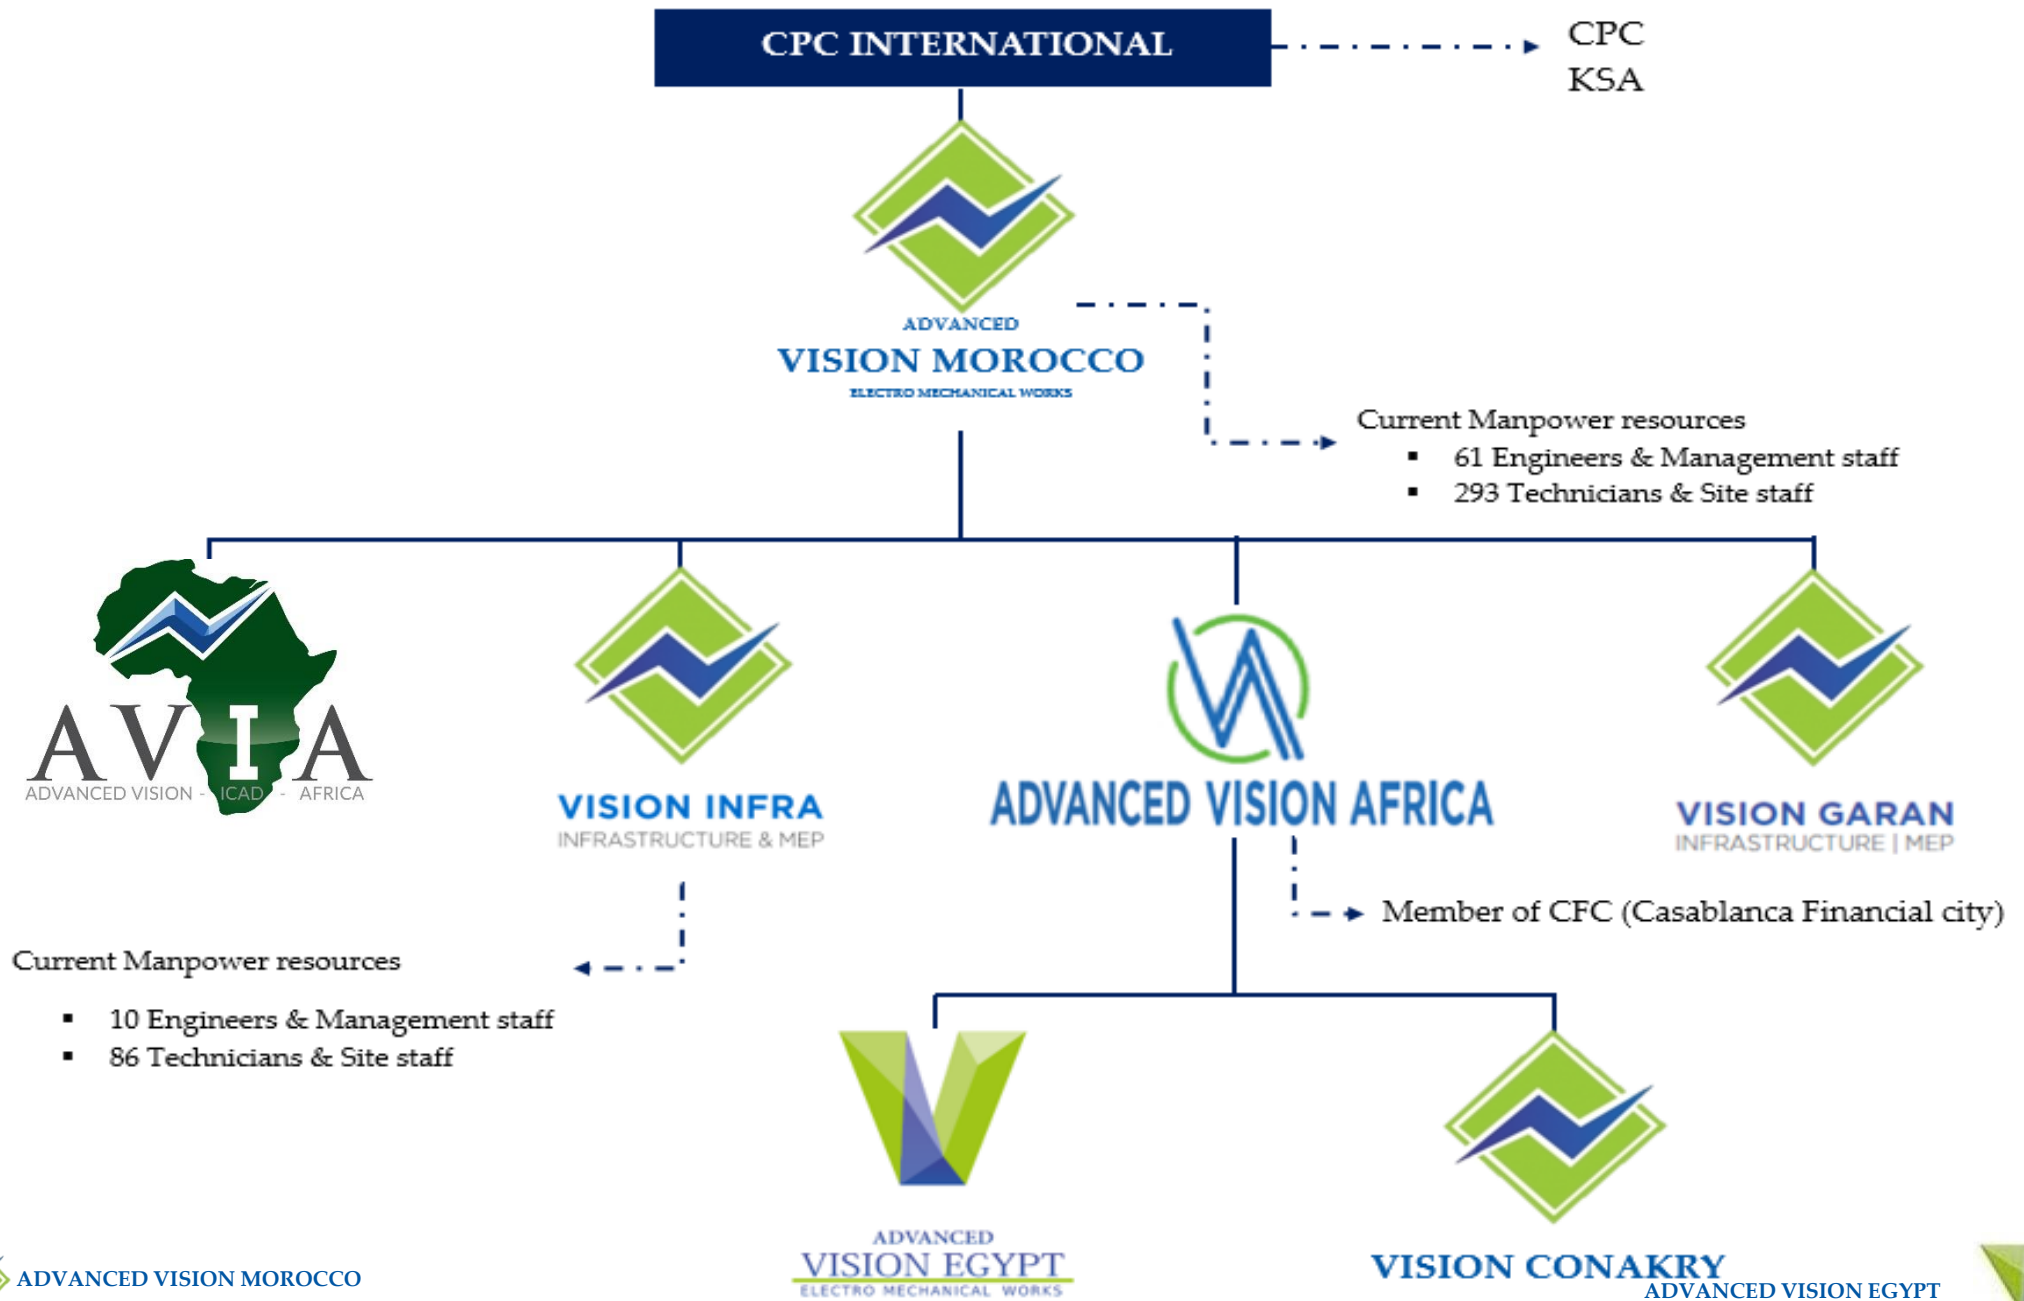 CPC INTERNATIONAL
CPC
KSA
ADVANCED
VISION MOROCCO
ELECTRO MECHANICAL WORKS
Current Manpower resources
▪ 61 Engineers & Management staff
▪ 293 Technicians & Site staff
AVIA
ADVANCED VISION - ICAD - AFRICA
VISION INFRA
INFRASTRUCTURE & MEP
ADVANCED VISION AFRICA
VISION GARAN
INFRASTRUCTURE | MEP
Member of CFC (Casablanca Financial city)
Current Manpower resources
▪ 10 Engineers & Management staff
▪ 86 Technicians & Site staff
ADVANCED
VISION EGYPT
ELECTRO MECHANICAL WORKS
VISION CONAKRY
ADVANCED VISION MOROCCO
ADVANCED VISION EGYPT